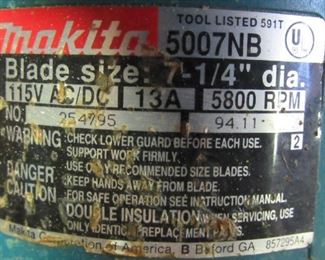 TOOL LISTED 591T
makita 5007NB
U L
Blade size: 7-1/4" dia.
115V AC/DC 13A 5800 RPM
NO. 254795 94.11
WARNING : CHECK LOWER GUARD BEFORE EACH USE.
SUPPORT WORK FIRMLY. 2
USE ONLY RECOMMENDED SIZE BLADES.
DANGER KEEP HANDS AWAY FROM BLADE.
CAUTION FOR SAFE OPERATION SEE INSTRUCTION MANUAL.
DOUBLE INSULATION WHEN SERVICING, USE
ONLY IDENTICAL REPLACEMENT PARTS.
Makita Corporation of America, B Buford GA 857295A4